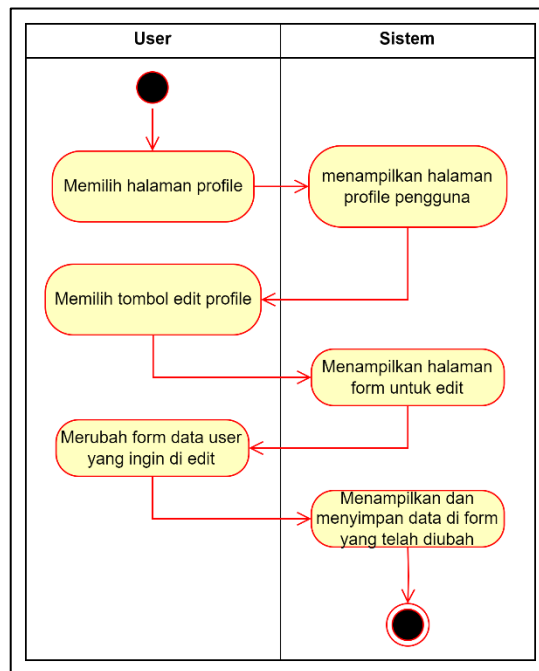 User
Sistem
Memilih halaman profile
menampilkan halaman
profile pengguna
Memilih tombol edit profile
Menampilkan halaman
form untuk edit
Merubah form data user
yang ingin di edit
Menampilkan dan
menyimpan data di form
yang telah diubah